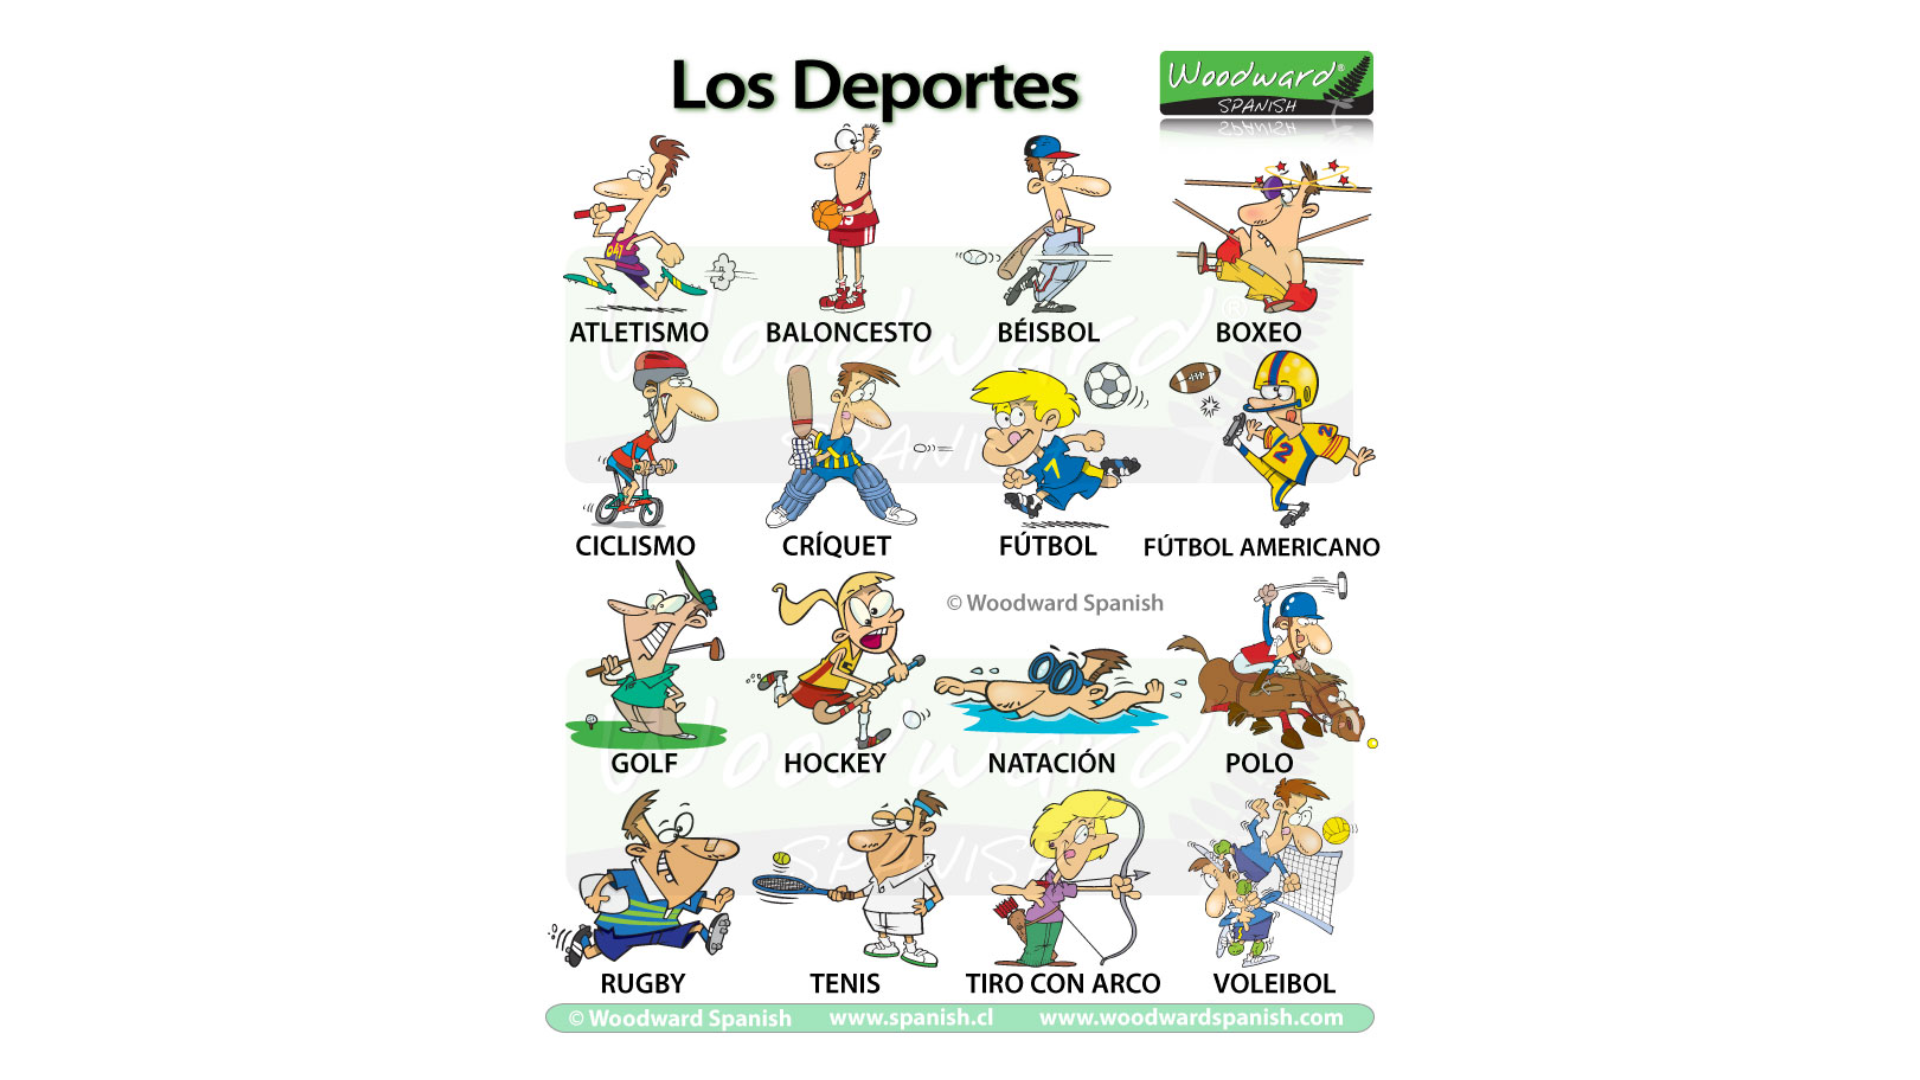 Los Deportes
Woodward®
SPANISH
ATLETISMO
BALONCESTO
BÉISBOL
BOXEO
CICLISMO
CRÍQUET
FÚTBOL
FÚTBOL AMERICANO
© Woodward Spanish
GOLF
HOCKEY
NATACIÓN
POLO
RUGBY
TENIS
TIRO CON ARCO
VOLEIBOL
© Woodward Spanish www.spanish.cl www.woodwardspanish.com